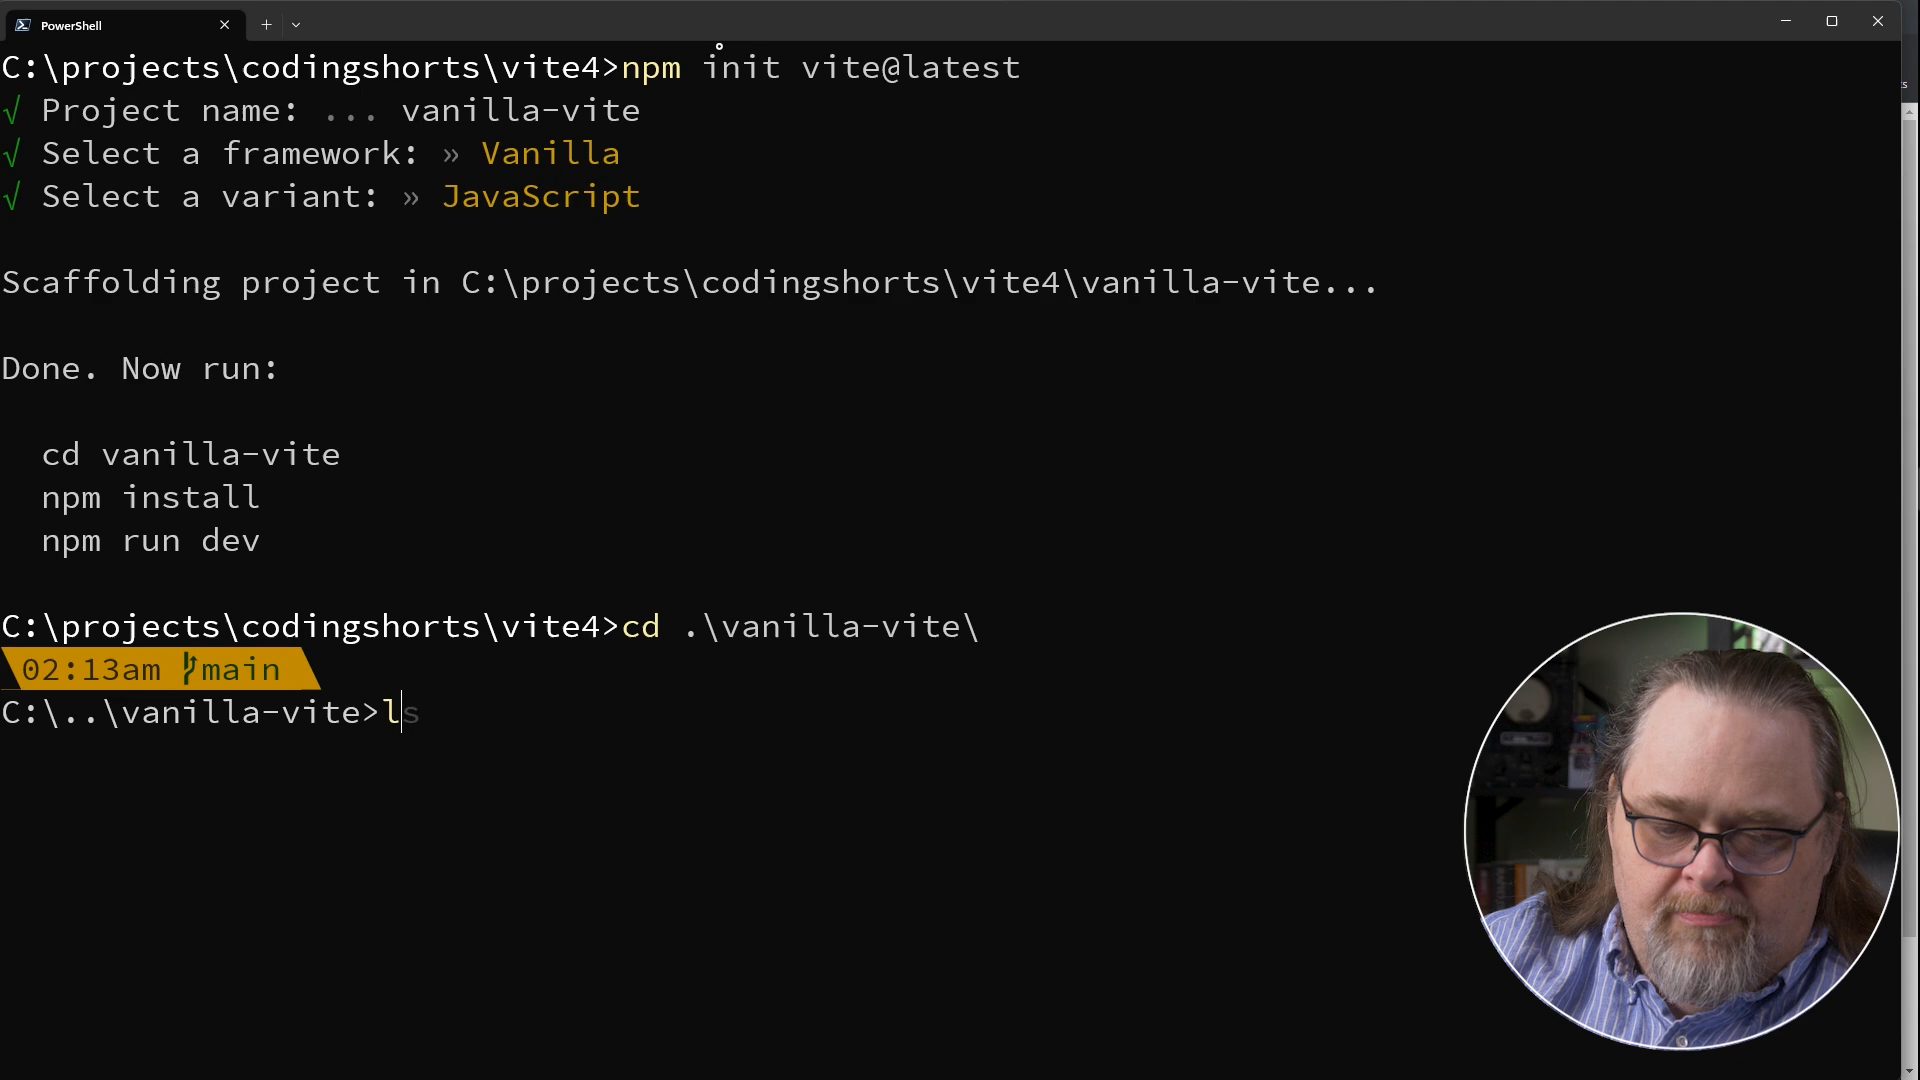 PowerShell
C:\projects\codingshorts\vite4>npm init vite@latest
√ Project name: ... vanilla-vite
√ Select a framework: » Vanilla
√ Select a variant: » JavaScript
Scaffolding project in C:\projects\codingshorts\vite4\vanilla-vite...
Done. Now run:
cd vanilla-vite
npm install
npm run dev
C:\projects\codingshorts\vite4>cd .\vanilla-vite\
02:13am main
C:\..\vanilla-vite>ls